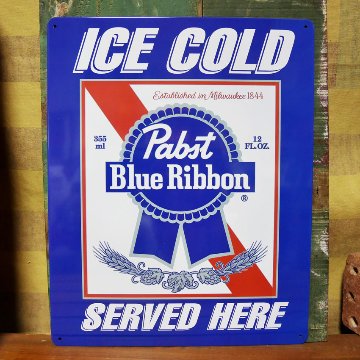 ICE COLD
Established in Milwaukee 1844
355
ml
12
FL.OZ.
Pabst
Blue Ribbon
®
SERVED HERE